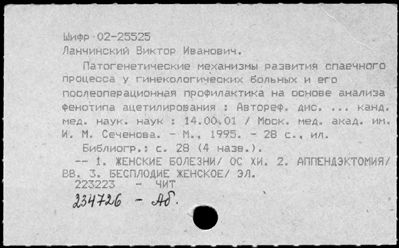 Шифр 02-25525
Ланчинский Виктор Иванович.
Патогенетические механизмы развития спаечного
процесса у гинекологических больных и его
послеоперационная профилактика на основе анализа
фенотипа ацетилирования : Автореф. дис. ... канд.
мед. наук. наук : 14.00.01 / Моск. мед. акад. им.
И. М. Сеченова. - М., 1995. - 28 с., ил.
Библиогр.: с. 28 (4 назв.).
-- 1. ЖЕНСКИЕ БОЛЕЗНИ/ ОС ХИ. 2. АППЕНДЭКТОМИЯ/
ВВ. 3. БЕСПЛОДИЕ ЖЕНСКОЕ/ ЭЛ.
223223 - ЧИТ
234726 - Аб.